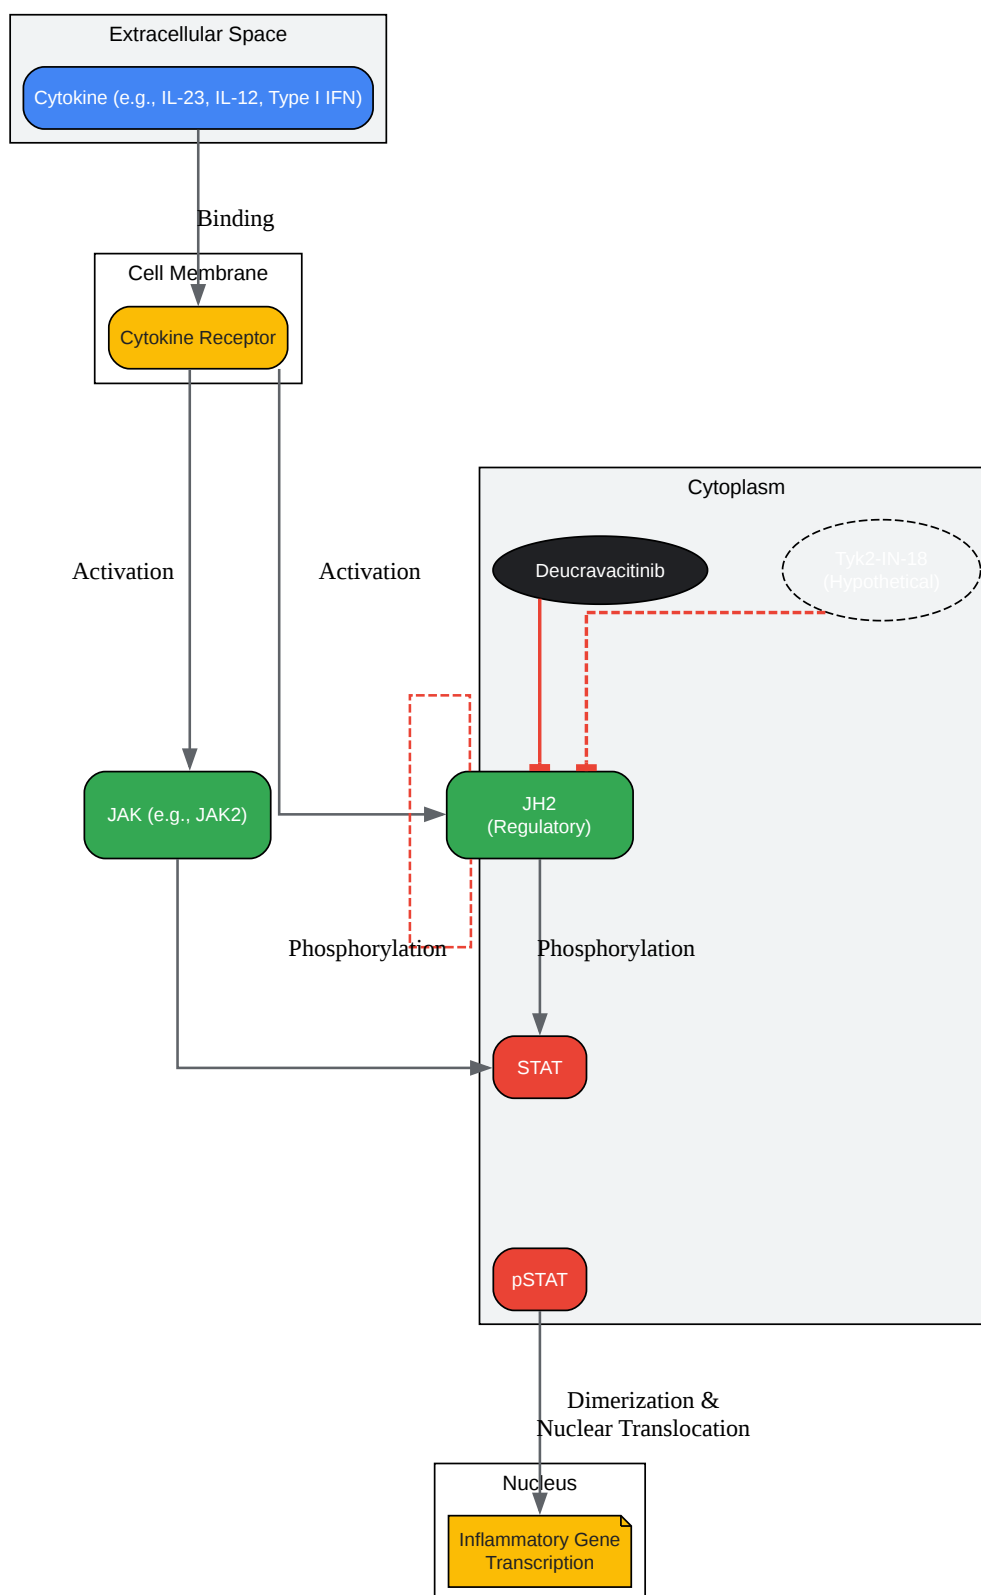 Extracellular Space
Cytokine (e.g., IL-23, IL-12, Type I IFN)
Binding
Cell Membrane
Cytokine Receptor
Activation
Activation
Cytoplasm
Deucravacitinib
Tyk2-IN-18
(Hypothetical)
JAK (e.g., JAK2)
JH2
(Regulatory)
Phosphorylation
Phosphorylation
STAT
pSTAT
Dimerization &
Nuclear Translocation
Nucleus
Inflammatory Gene
Transcription